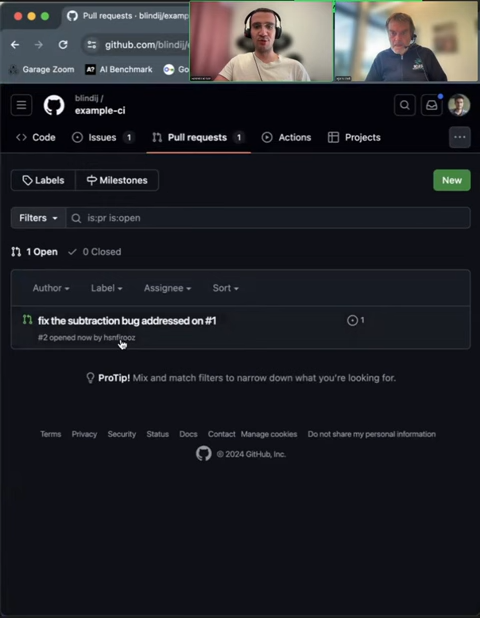 Pull requests · blindij/examp
github.com/blindij/
Garage Zoom
A? AI Benchmark
Go
blindij /
example-ci
Code
Issues 1
Pull requests 1
Actions
Projects
Labels
Milestones
New
Filters
is:pr is:open
1 Open
0 Closed
Author
Label
Assignee
Sort
fix the subtraction bug addressed on #1
1
#2 opened now by hsnfirooz
ProTip! Mix and match filters to narrow down what you're looking for.
Terms Privacy Security Status Docs Contact Manage cookies Do not share my personal information
© 2024 GitHub, Inc.